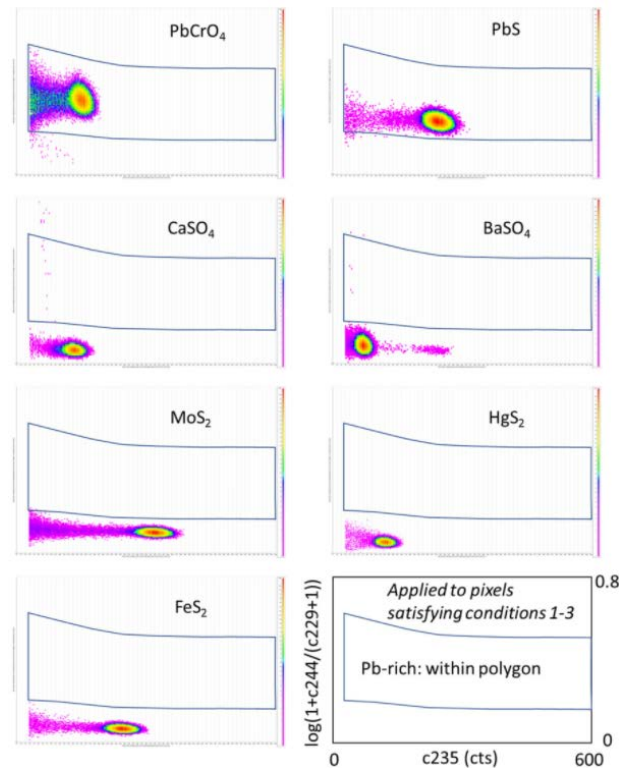 PbCrO₄
PbS
CaSO₄
BaSO₄
MoS₂
HgS₂
FeS₂
log(1+c244/(c229+1))
Applied to pixels
satisfying conditions 1-3
0.8
Pb-rich: within polygon
0
0
c235 (cts)
600